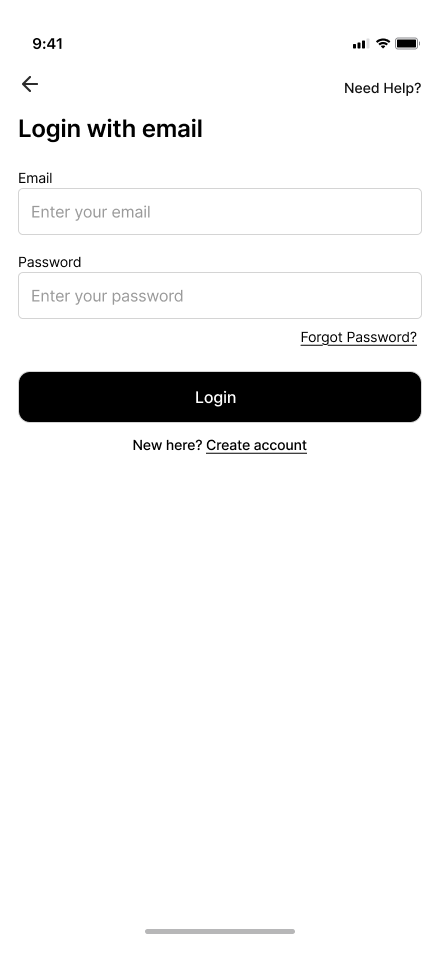 9:41
Need Help?
Login with email
Email
Enter your email
Password
Enter your password
Forgot Password?
Login
New here? Create account